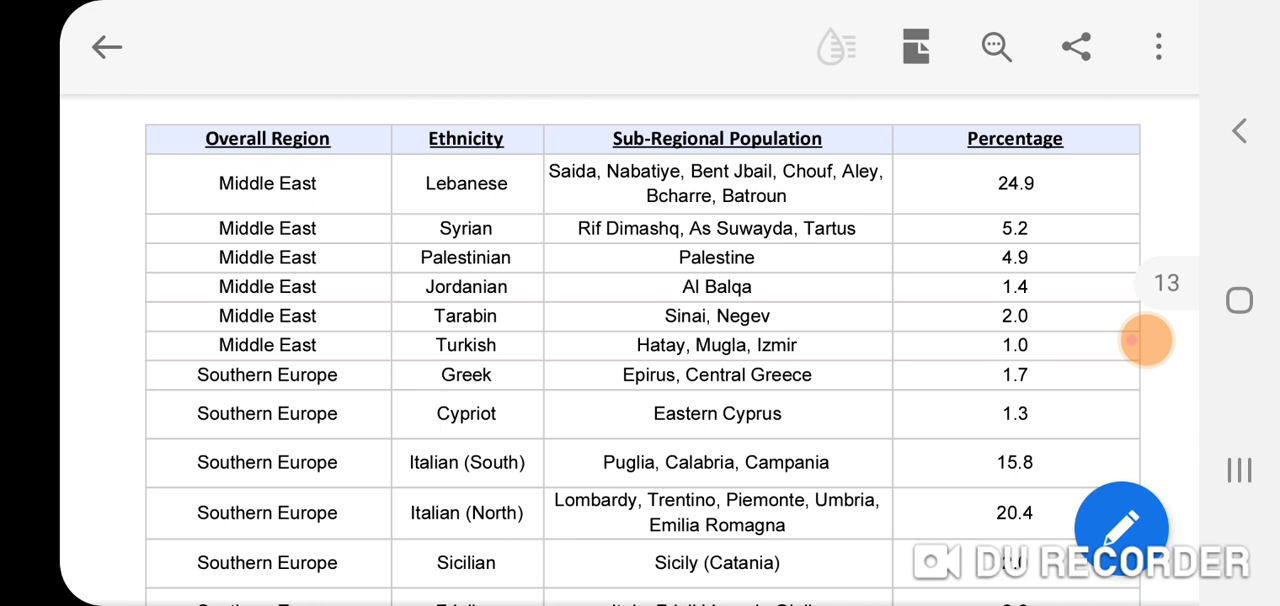 Overall Region Ethnicity Sub-Regional Population Percentage
Middle East Lebanese Saida, Nabatiye, Bent Jbail, Chouf, Aley, Bcharre, Batroun 24.9
Middle East Syrian Rif Dimashq, As Suwayda, Tartus 5.2
Middle East Palestinian Palestine 4.9
13
Middle East Jordanian Al Balqa 1.4
Middle East Tarabin Sinai, Negev 2.0
Middle East Turkish Hatay, Mugla, Izmir 1.0
Southern Europe Greek Epirus, Central Greece 1.7
Southern Europe Cypriot Eastern Cyprus 1.3
Southern Europe Italian (South) Puglia, Calabria, Campania 15.8
Southern Europe Italian (North) Lombardy, Trentino, Piemonte, Umbria, Emilia Romagna 20.4
Southern Europe Sicilian Sicily (Catania)
DU RECORDER